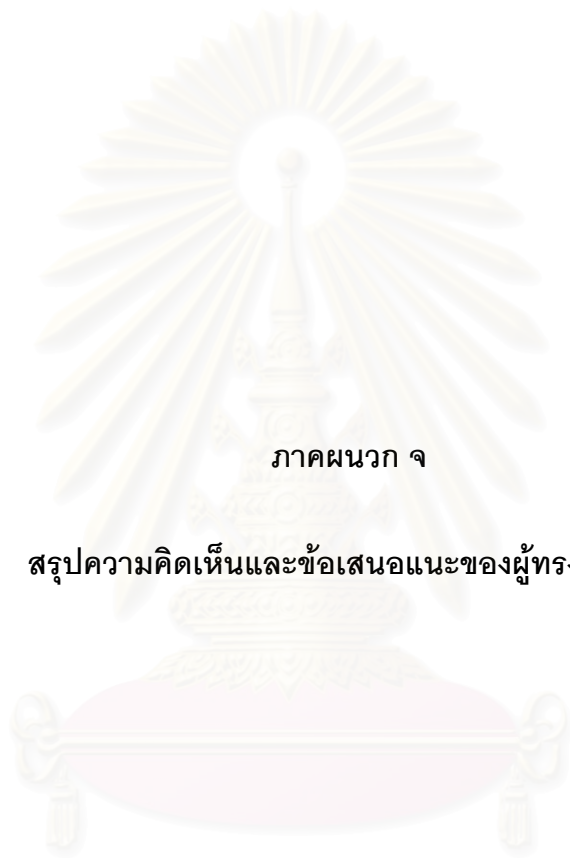 ภาคผนวก จ
สรุปความคิดเห็นและข้อเสนอแนะของผู้ทรง